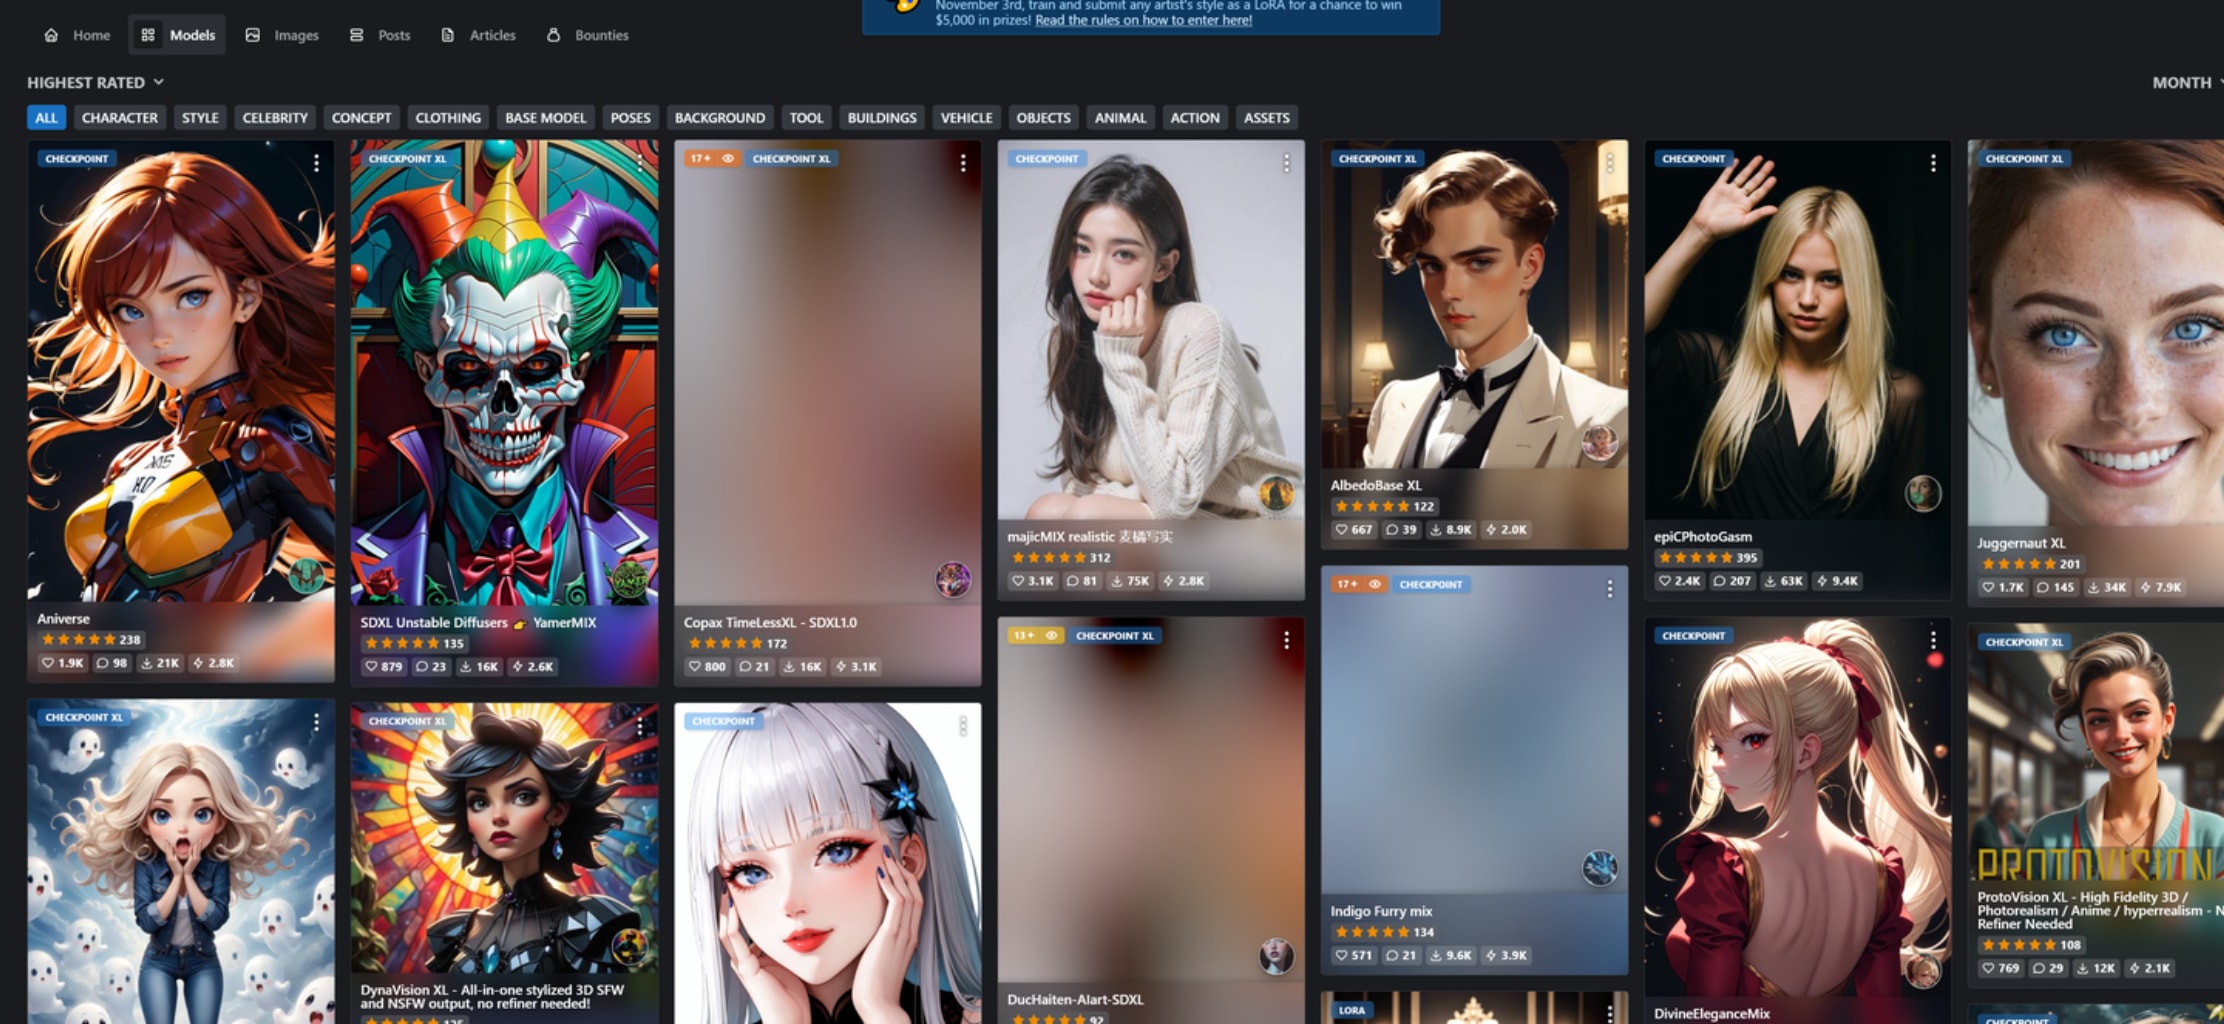 November 3rd, train and submit any artist's style as a LoRA for a chance to win
$5,000 in prizes! Read the rules on how to enter here!
Home Models Images Posts Articles Bounties
HIGHEST RATED
MONTH
ALL CHARACTER STYLE CELEBRITY CONCEPT CLOTHING BASE MODEL POSES BACKGROUND TOOL BUILDINGS VEHICLE OBJECTS ANIMAL ACTION ASSETS
CHECKPOINT
Aniverse
238
1.9K 98 21K 2.8K
CHECKPOINT XL
SDXL Unstable Diffusers 👉 YamerMIX
135
879 23 16K 2.6K
17+ CHECKPOINT XL
Copax TimeLessXL - SDXL1.0
172
800 21 16K 3.1K
CHECKPOINT
majicMIX realistic 麦橘写实
312
3.1K 81 75K 2.8K
CHECKPOINT XL
AlbedoBase XL
122
667 39 8.9K 2.0K
CHECKPOINT
epiCPhotoGasm
395
2.4K 207 63K 9.4K
CHECKPOINT XL
Juggernaut XL
201
1.7K 145 34K 7.9K
CHECKPOINT XL
CHECKPOINT XL
DynaVision XL - All-in-one stylized 3D SFW
and NSFW output, no refiner needed!
CHECKPOINT
13+ CHECKPOINT XL
DucHaiten-AIart-SDXL
92
17+ CHECKPOINT
Indigo Furry mix
134
571 21 9.6K 3.9K
LORA
CHECKPOINT
DivineEleganceMix
CHECKPOINT XL
PROTOVISION
ProtoVision XL - High Fidelity 3D /
Photorealism / Anime / hyperrealism - N
Refiner Needed
108
769 29 12K 2.1K
CHECKPOINT